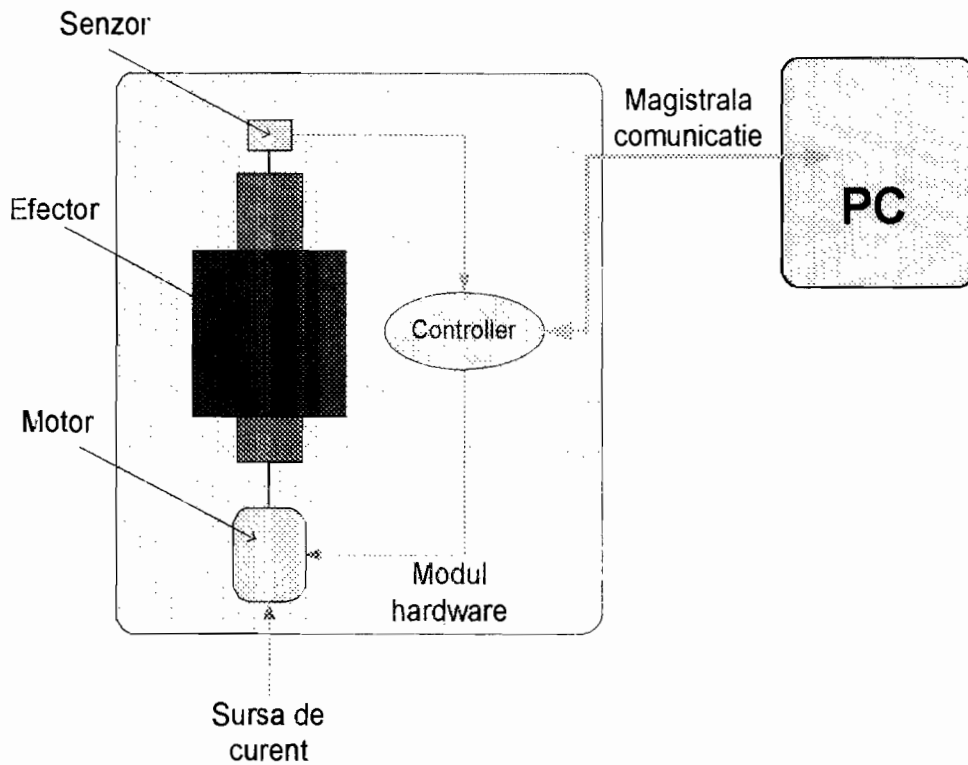 Senzor
Magistrala
comunicatie
PC
Efector
Controller
Motor
Modul
hardware
Sursa de
curent